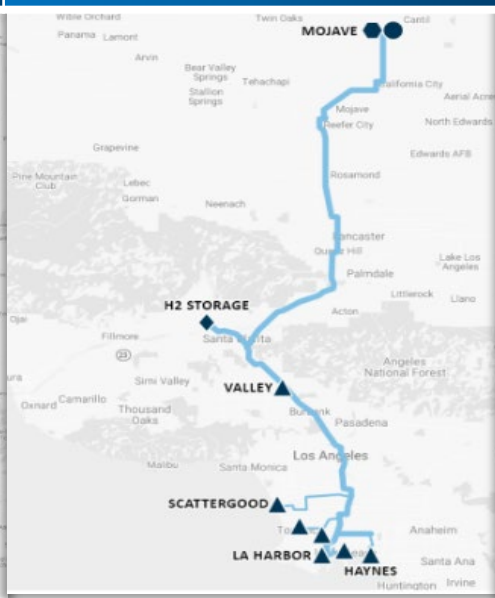 Twin Oaks
Cantil
Panama Lamont
MOJAVE
Arvin
Bear Valley
Springs
Tehachapi
California City
Stallion
Springs
Aerial Acre
Mojave
Reefer City
North Edwards
Grapevine
Edwards AFB
Pine Mountain
Club
Lebec
Rosamond
Gorman
Neenach
Lancaster
Quartz Hill
Lake Los
Angeles
Palmdale
Littlerock
Llano
H2 STORAGE
Acton
Ojai
Fillmore
Santa Clarita
23
Angeles
National Forest
ura
Simi Valley
VALLEY
Oxnard
Camarillo
Thousand
Oaks
Burbank
Pasadena
Los Angeles
Malibu
Santa Monica
SCATTERGOOD
Anaheim
LA HARBOR
Santa Ana
HAYNES
Huntington
Irvine